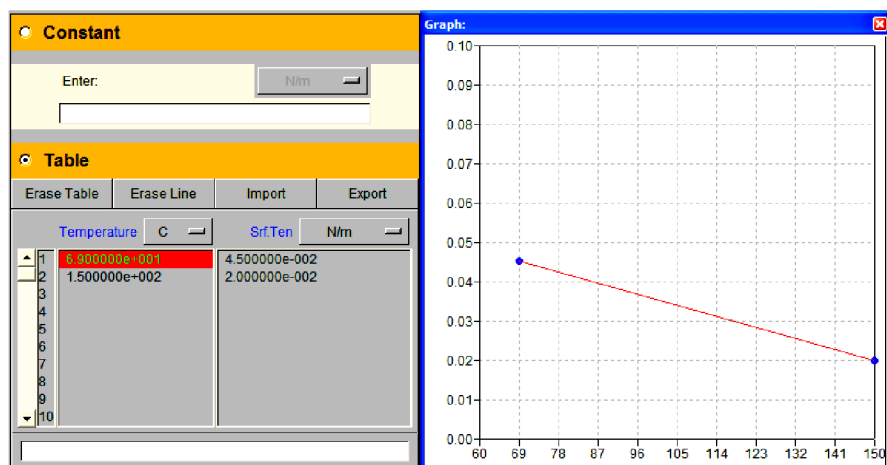 Constant
Enter:
N/m
Table
Erase Table Erase Line Import Export
Temperature C Srf.Ten N/m
1 6.900000e+001 4.500000e-002
2 1.500000e+002 2.000000e-002
3
4
5
6
7
8
9
10
Graph:
0.10
0.09
0.08
0.07
0.06
0.05
0.04
0.03
0.02
0.01
0.00
60 69 78 87 96 105 114 123 132 141 150